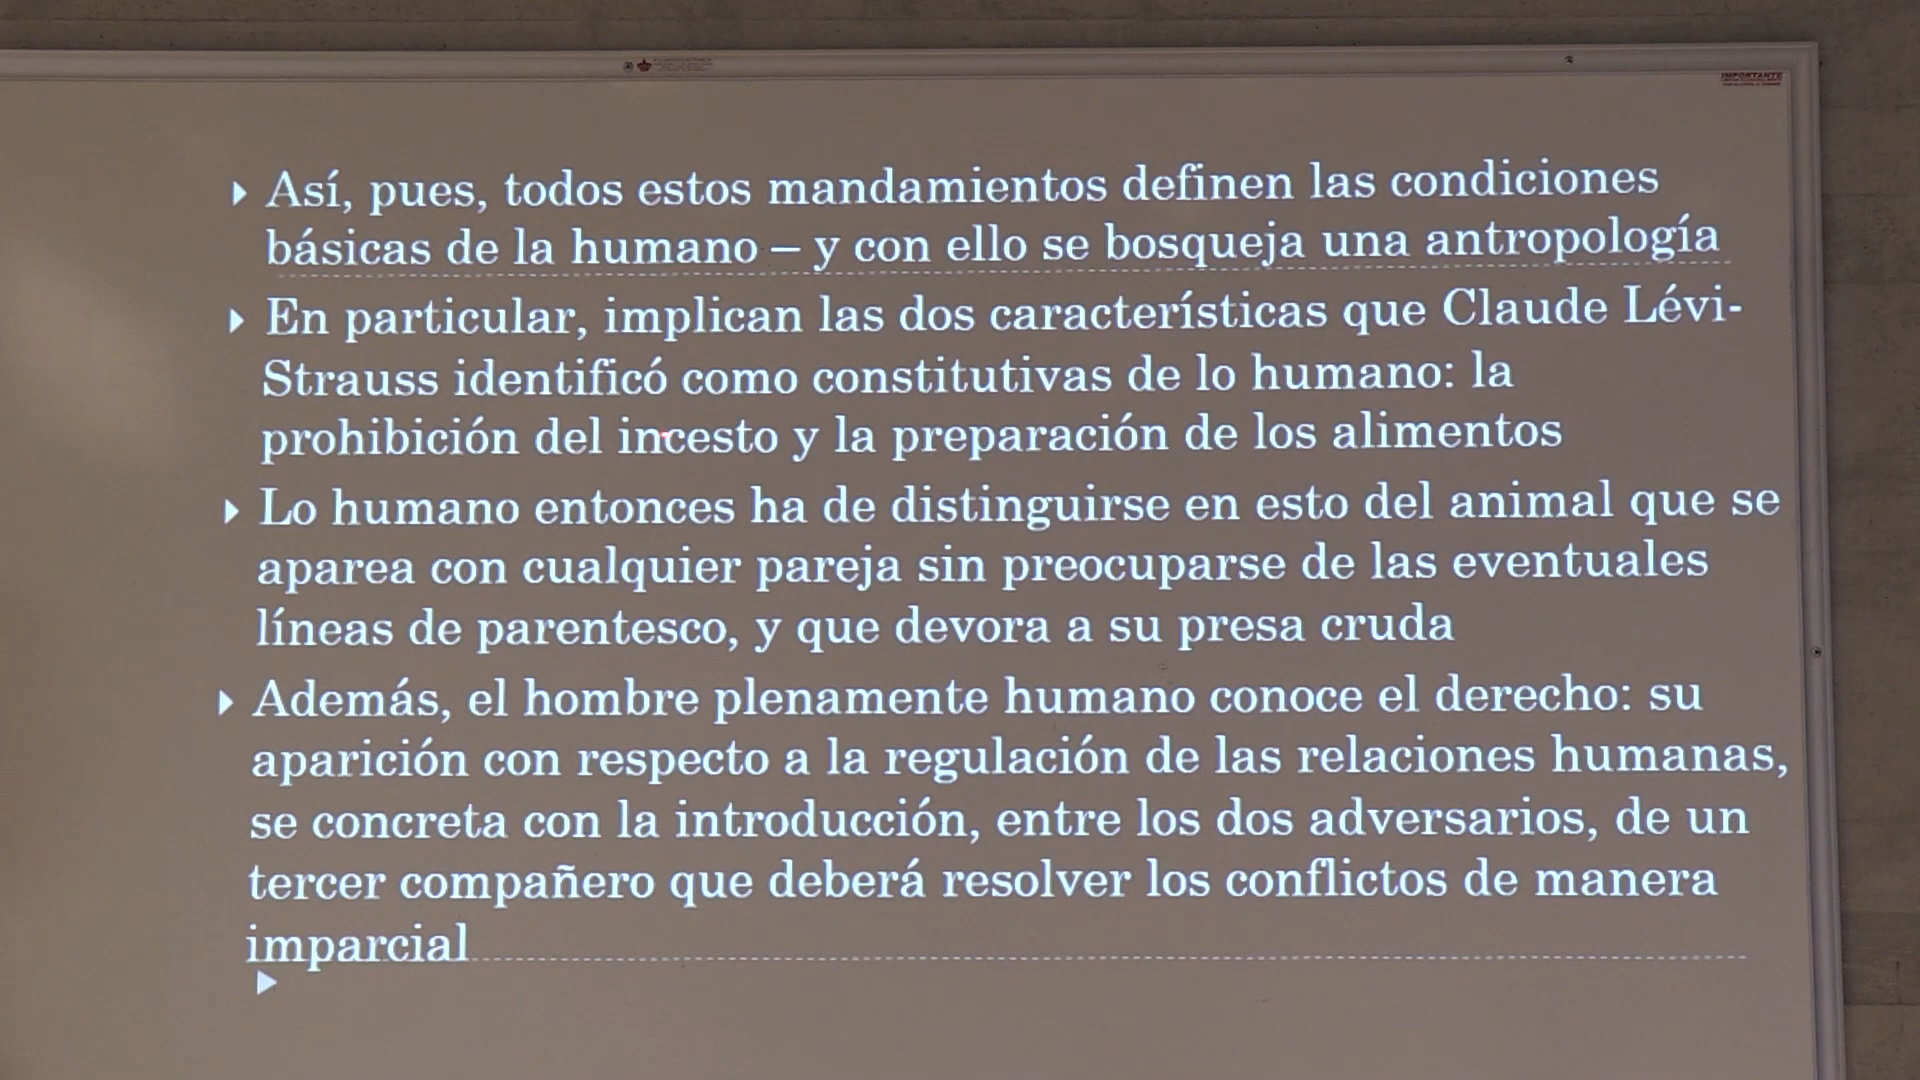 IMPORTANTE
Así, pues, todos estos mandamientos definen las condiciones
básicas de la humano – y con ello se bosqueja una antropología
En particular, implican las dos características que Claude Lévi-
Strauss identificó como constitutivas de lo humano: la
prohibición del incesto y la preparación de los alimentos
Lo humano entonces ha de distinguirse en esto del animal que se
aparea con cualquier pareja sin preocuparse de las eventuales
líneas de parentesco, y que devora a su presa cruda
Además, el hombre plenamente humano conoce el derecho: su
aparición con respecto a la regulación de las relaciones humanas,
se concreta con la introducción, entre los dos adversarios, de un
tercer compañero que deberá resolver los conflictos de manera
imparcial